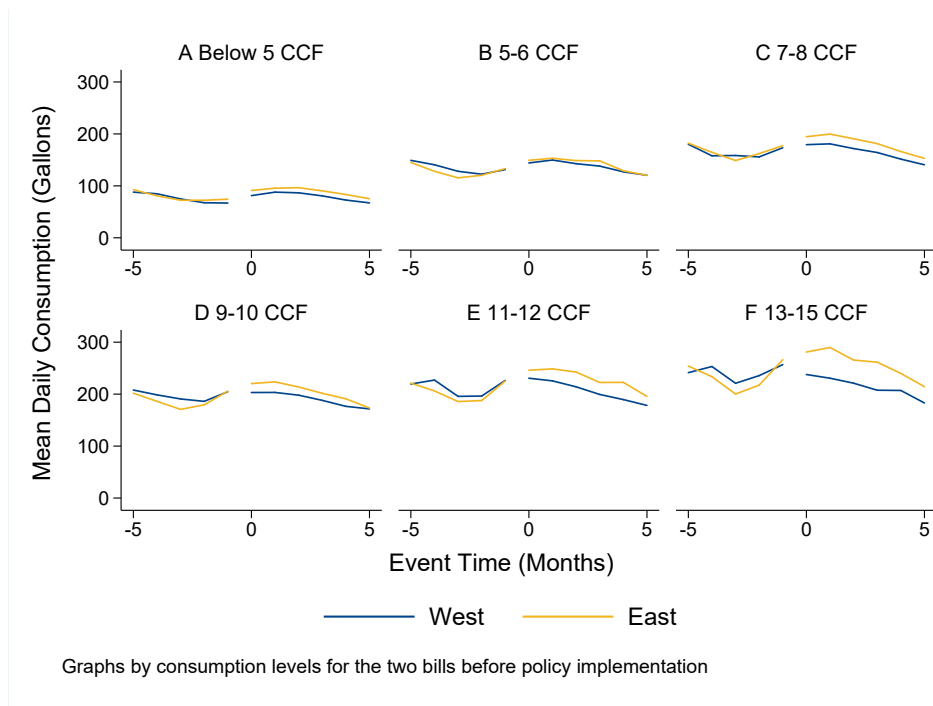 A Below 5 CCF
B 5-6 CCF
C 7-8 CCF
300
200
100
0
-5 0 5
-5 0 5
-5 0 5
D 9-10 CCF
E 11-12 CCF
F 13-15 CCF
300
200
100
0
-5 0 5
-5 0 5
-5 0 5
Mean Daily Consumption (Gallons)
Event Time (Months)
West
East
Graphs by consumption levels for the two bills before policy implementation